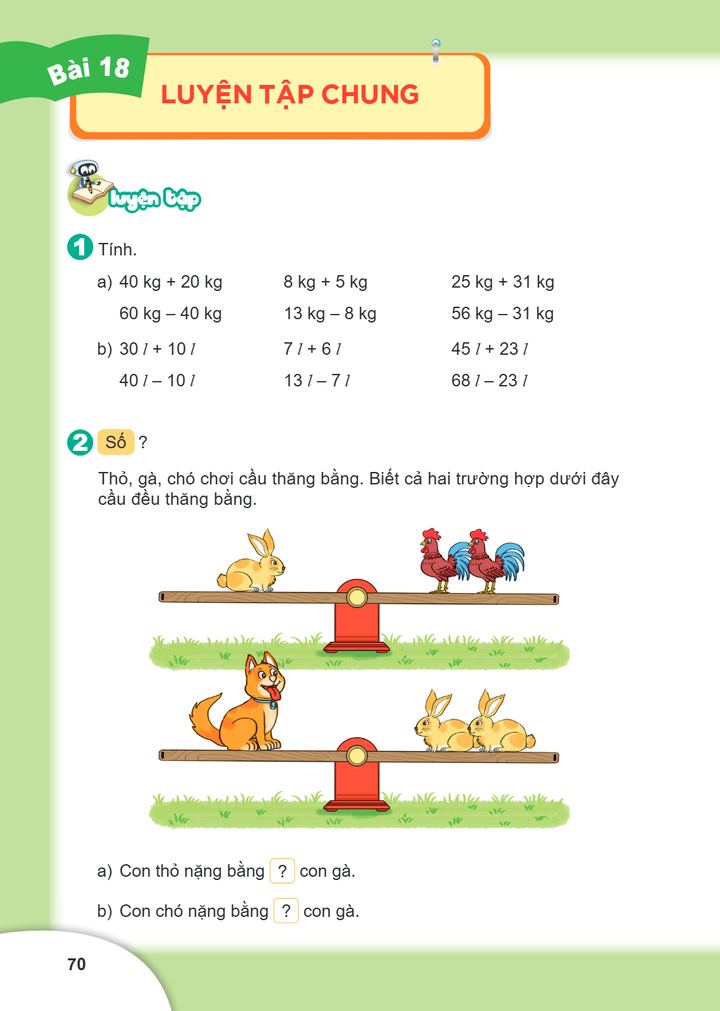 Bài 18
LUYỆN TẬP CHUNG
luyện tập
1 Tính.
a) 40 kg + 20 kg 8 kg + 5 kg 25 kg + 31 kg
60 kg – 40 kg 13 kg – 8 kg 56 kg – 31 kg
b) 30 l + 10 l 7 l + 6 l 45 l + 23 l
40 l – 10 l 13 l – 7 l 68 l – 23 l
2 Số ?
Thỏ, gà, chó chơi cầu thăng bằng. Biết cả hai trường hợp dưới đây
cầu đều thăng bằng.
a) Con thỏ nặng bằng ? con gà.
b) Con chó nặng bằng ? con gà.
70